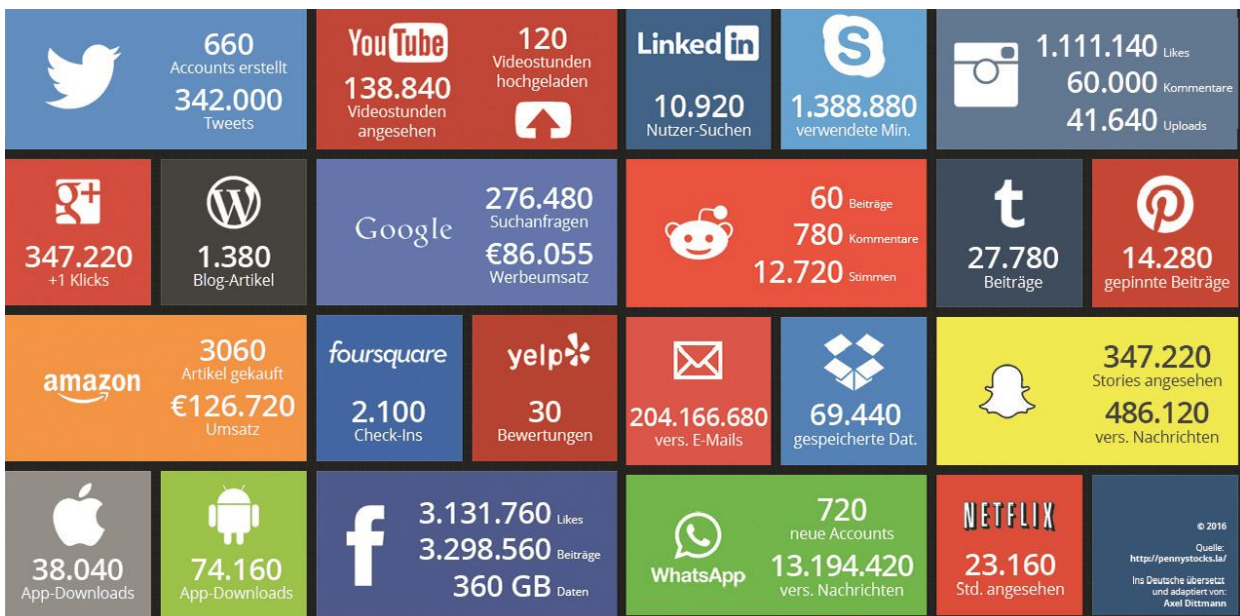 660
Accounts erstellt
342.000
Tweets
YouTube
138.840
Videostunden
angesehen
120
Videostunden
hochgeladen
Linked in
10.920
Nutzer-Suchen
S
1.388.880
verwendete Min.
1.111.140 Likes
60.000 Kommentare
41.640 Uploads
g+
347.220
+1 Klicks
W
1.380
Blog-Artikel
Google
276.480
Suchanfragen
€86.055
Werbeumsatz
60 Beiträge
780 Kommentare
12.720 Stimmen
t
27.780
Beiträge
p
14.280
gepinnte Beiträge
amazon
3060
Artikel gekauft
€126.720
Umsatz
foursquare
2.100
Check-Ins
yelp
30
Bewertungen
204.166.680
vers. E-Mails
69.440
gespeicherte Dat.
347.220
Stories angesehen
486.120
vers. Nachrichten
38.040
App-Downloads
74.160
App-Downloads
f
3.131.760 Likes
3.298.560 Beiträge
360 GB Daten
WhatsApp
720
neue Accounts
13.194.420
vers. Nachrichten
NETFLIX
23.160
Std. angesehen
© 2016
Quelle:
http://pennystocks.la/
Ins Deutsche übersetzt
und adaptiert von:
Axel Dittmann